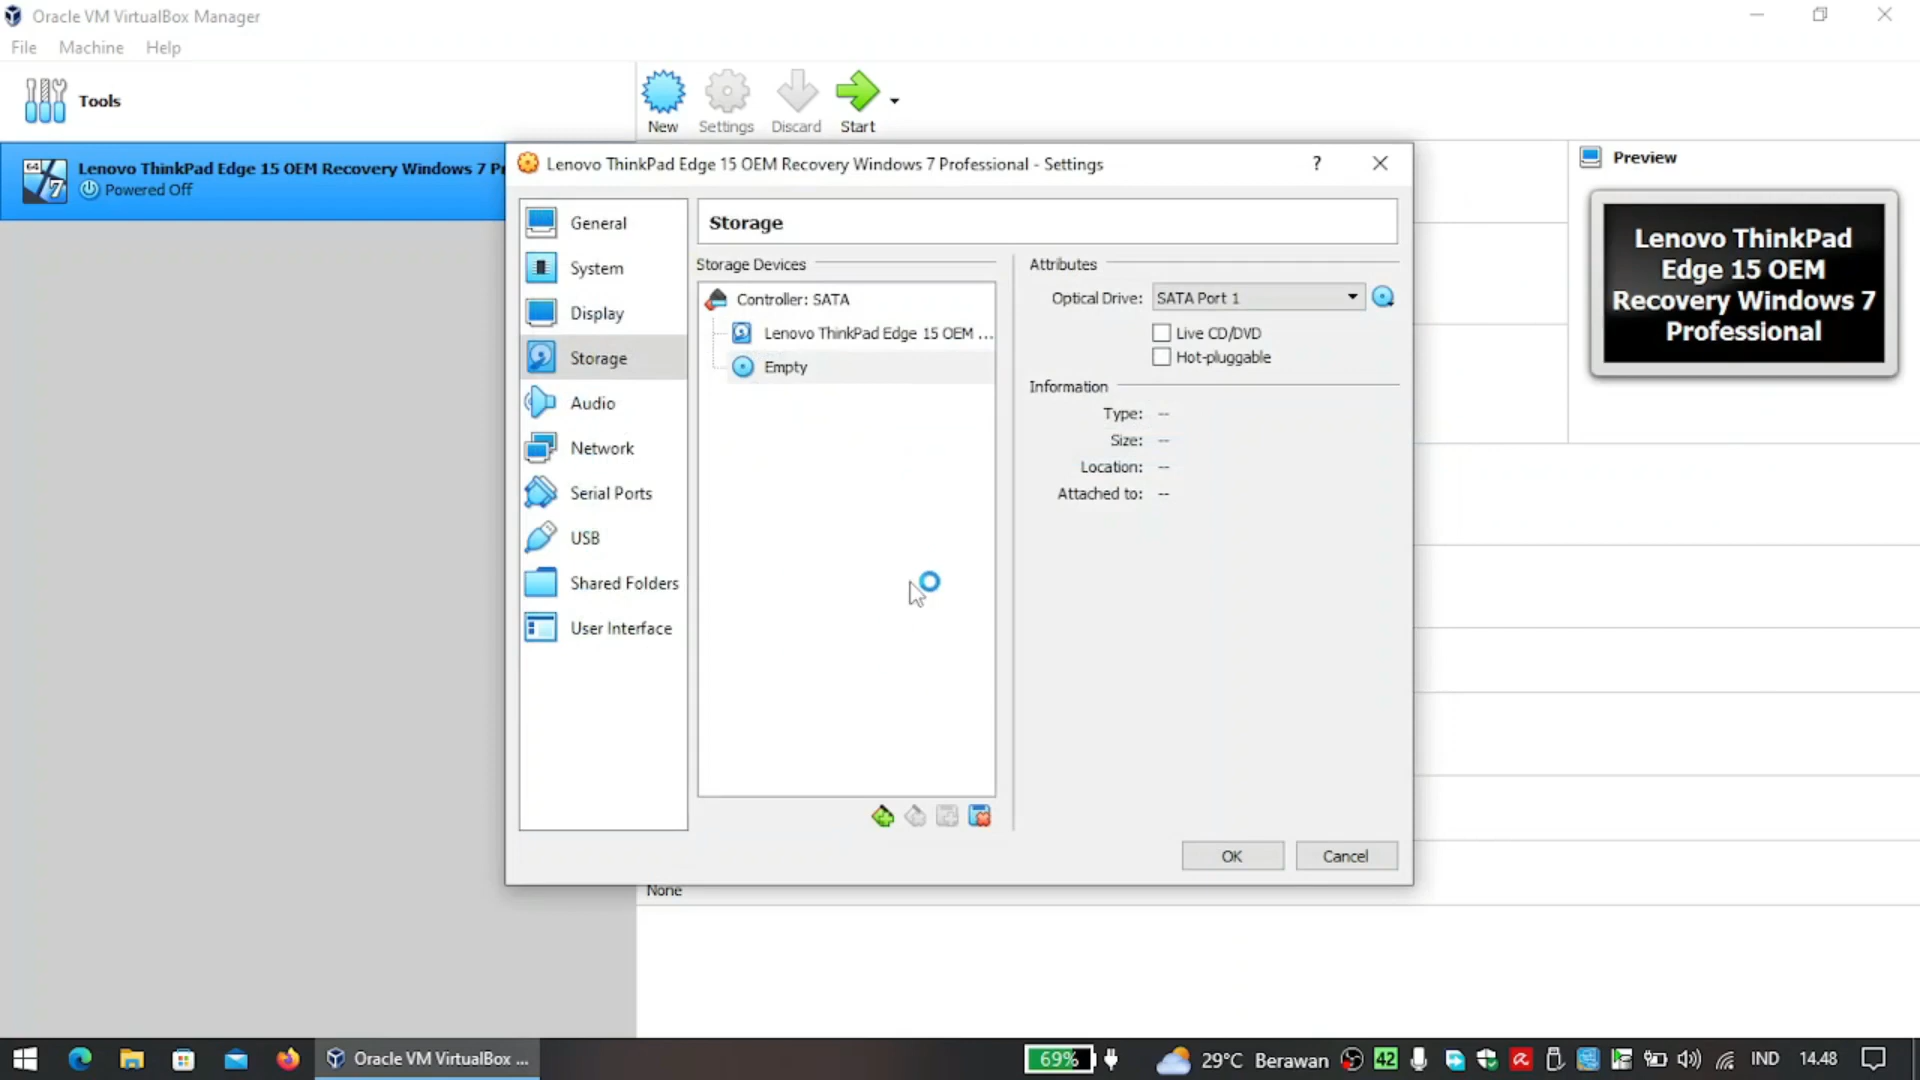 Oracle VM VirtualBox Manager
File Machine Help
Tools
New Settings Discard Start
Lenovo ThinkPad Edge 15 OEM Recovery Windows 7 Pr
Powered Off
64
7
Lenovo ThinkPad Edge 15 OEM Recovery Windows 7 Professional - Settings
?
General
System
Display
Storage
Audio
Network
Serial Ports
USB
Shared Folders
User Interface
Storage
Storage Devices
Controller: SATA
Lenovo ThinkPad Edge 15 OEM ...
Empty
Attributes
Optical Drive: SATA Port 1
Live CD/DVD
Hot-pluggable
Information
Type: --
Size: --
Location: --
Attached to: --
OK Cancel
None
Preview
Lenovo ThinkPad
Edge 15 OEM
Recovery Windows 7
Professional
Oracle VM VirtualBox ...
69%
29°C Berawan
42
IND
14.48